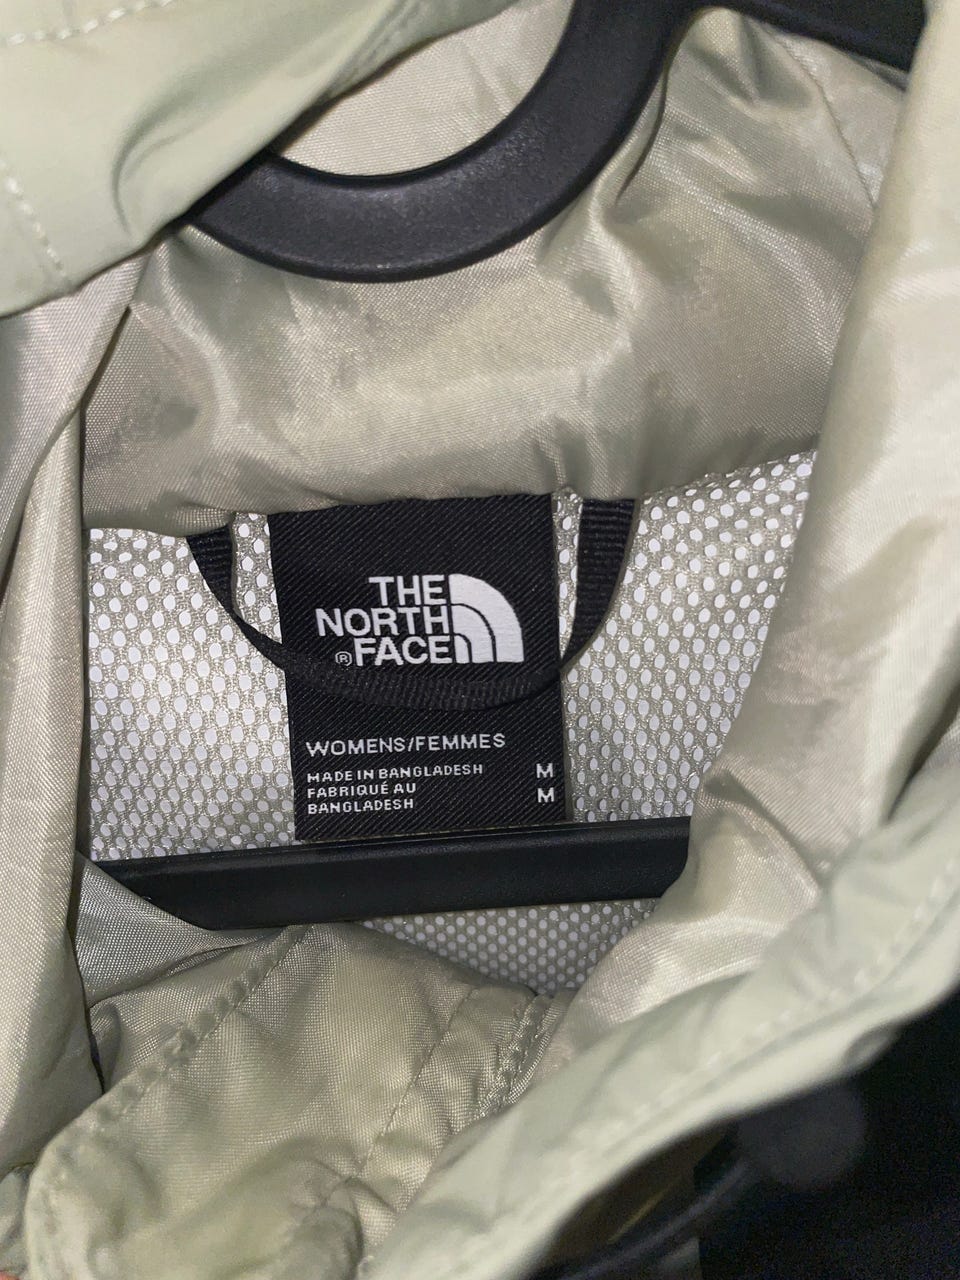 THE
NORTH
®FACE
WOMENS/FEMMES
MADE IN BANGLADESH M
FABRIQUÉ AU M
BANGLADESH